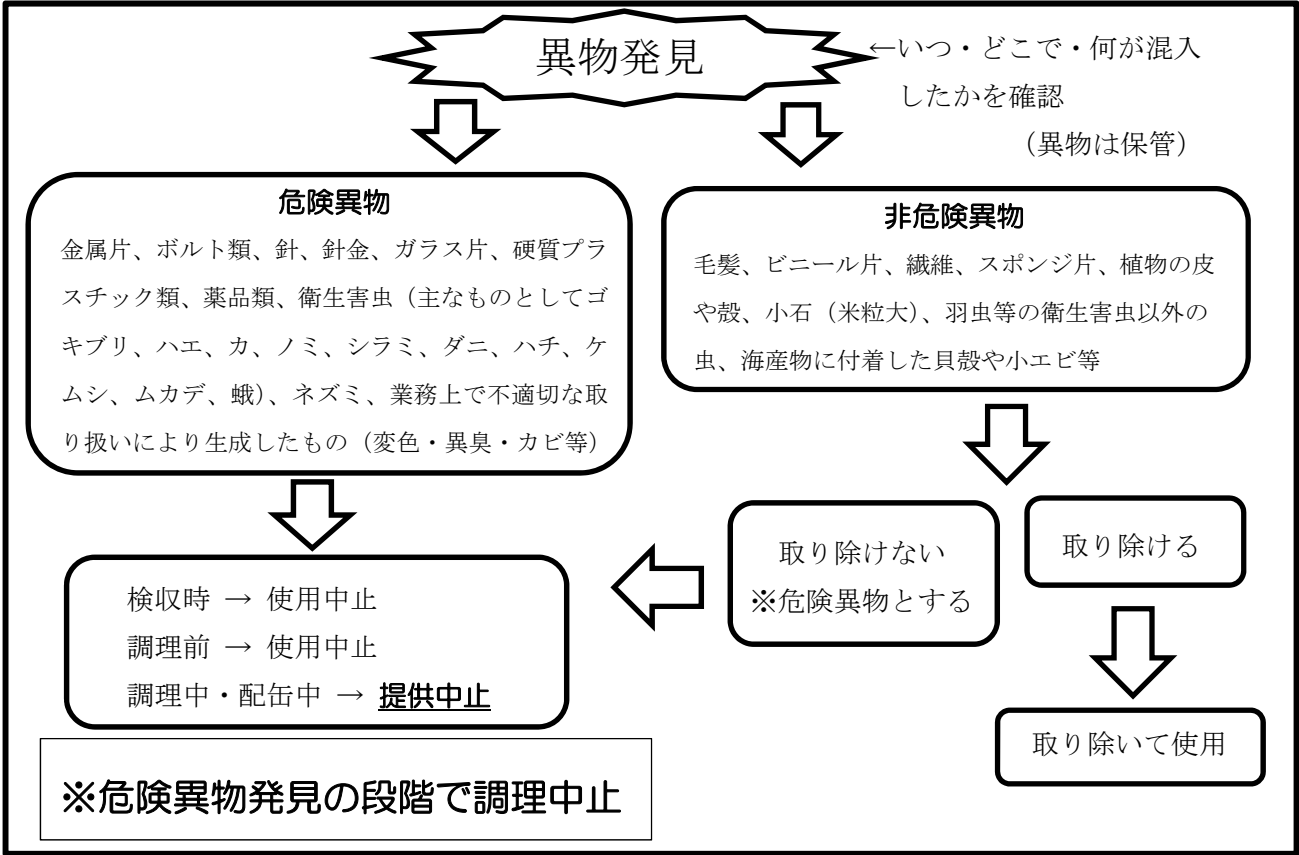 異物発見
←いつ・どこで・何が混入
したかを確認
（異物は保管）
危険異物
金属片、ボルト類、針、針金、ガラス片、硬質プラ
スチック類、薬品類、衛生害虫（主なものとしてゴ
キブリ、ハエ、カ、ノミ、シラミ、ダニ、ハチ、ケ
ムシ、ムカデ、蛾）、ネズミ、業務上で不適切な取
り扱いにより生成したもの（変色・異臭・カビ等）
非危険異物
毛髪、ビニール片、繊維、スポンジ片、植物の皮
や殻、小石（米粒大）、羽虫等の衛生害虫以外の
虫、海産物に付着した貝殻や小エビ等
取り除けない
※危険異物とする
取り除ける
検収時 → 使用中止
調理前 → 使用中止
調理中・配缶中 → 提供中止
取り除いて使用
※危険異物発見の段階で調理中止